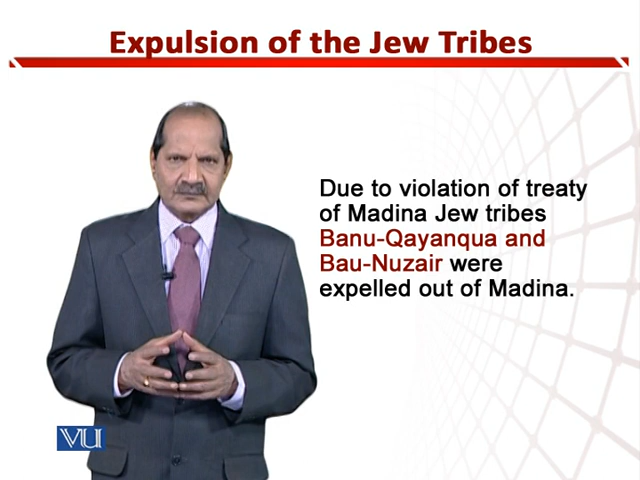 Expulsion of the Jew Tribes
Due to violation of treaty
of Madina Jew tribes
Banu-Qayanqua and
Bau-Nuzair were
expelled out of Madina.
VU